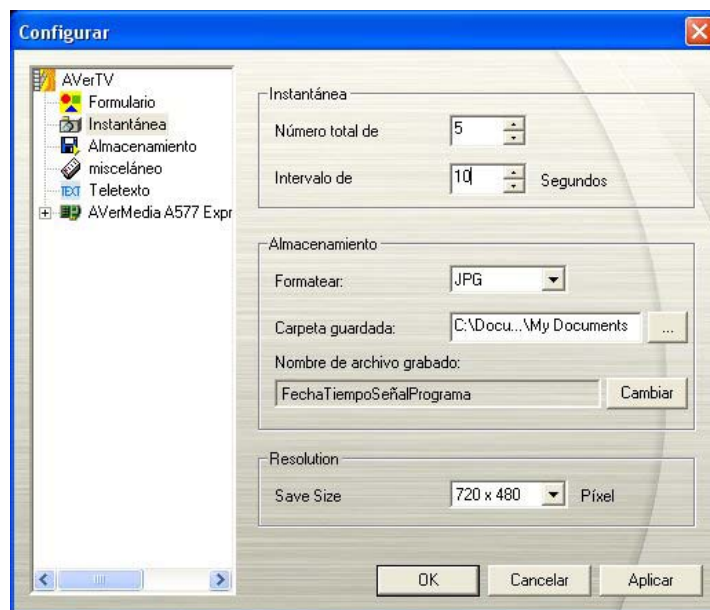 Configurar
AVerTV
Formulario
Instantánea
Almacenamiento
misceláneo
TEXT Teletexto
AVerMedia A577 Expr
Instantánea
Número total de 5
Intervalo de 10 Segundos
Almacenamiento
Formatear: JPG
Carpeta guardada: C:\Docu...\My Documents ...
Nombre de archivo grabado:
FechaTiempoSeñalPrograma Cambiar
Resolution
Save Size 720 x 480 Píxel
OK Cancelar Aplicar